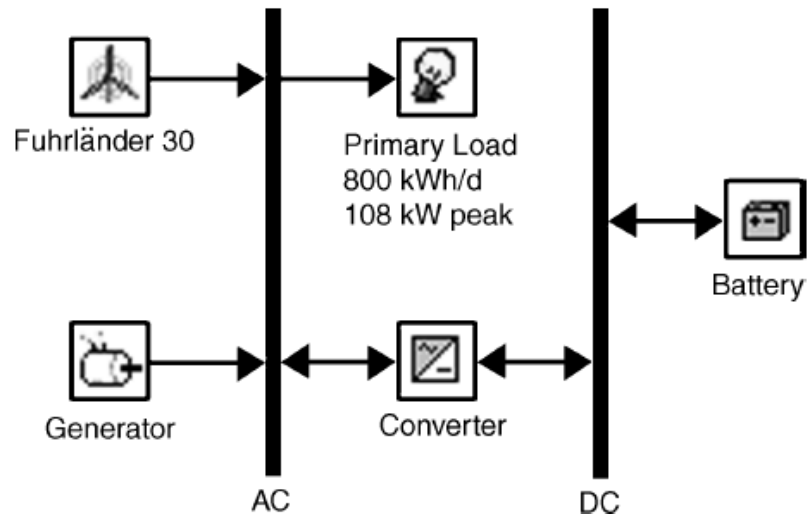 Fuhrländer 30
Primary Load
800 kWh/d
108 kW peak
Battery
Generator
Converter
AC
DC